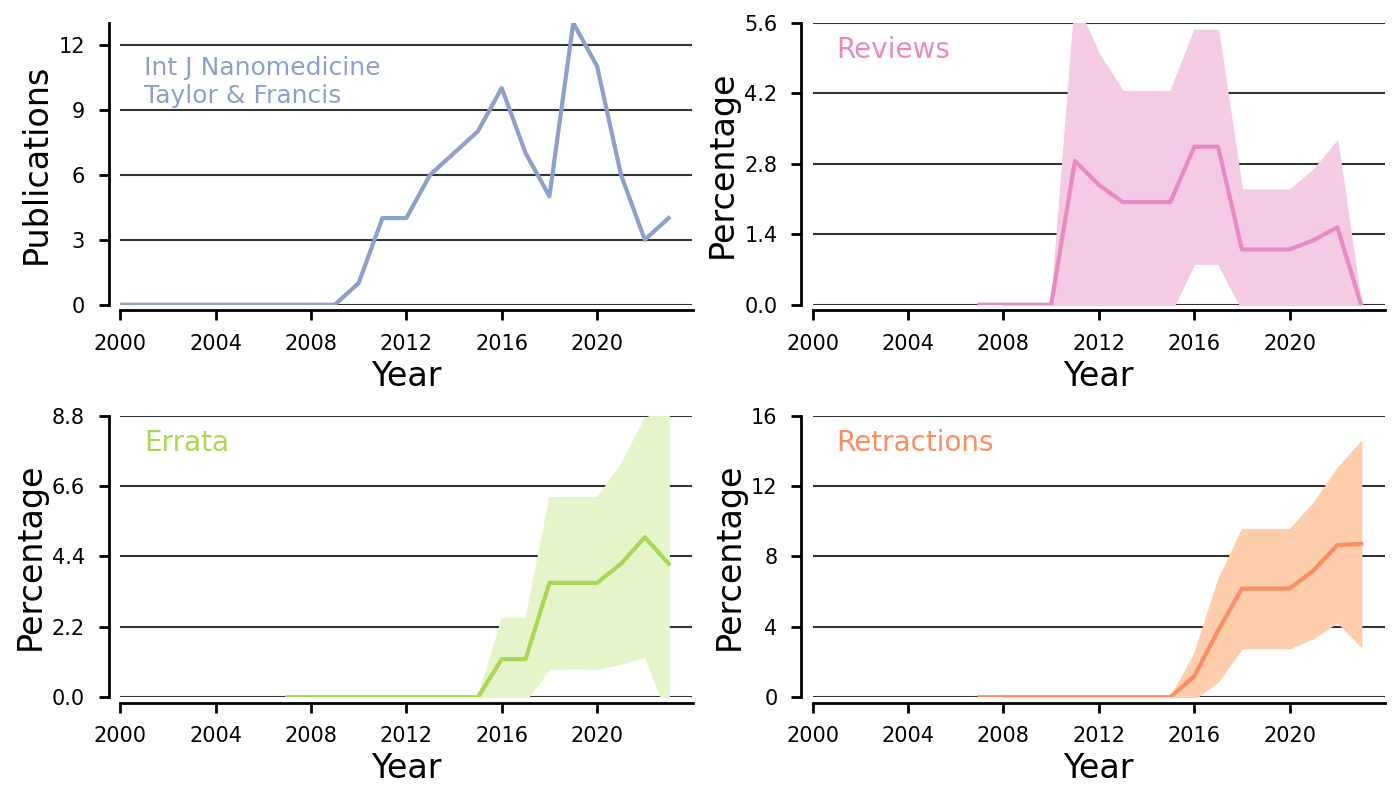 Publications
12
9
6
3
0
Int J Nanomedicine
Taylor & Francis
2000 2004 2008 2012 2016 2020
Year
Percentage
5.6
4.2
2.8
1.4
0.0
Reviews
2000 2004 2008 2012 2016 2020
Year
Percentage
8.8
6.6
4.4
2.2
0.0
Errata
2000 2004 2008 2012 2016 2020
Year
Percentage
16
12
8
4
0
Retractions
2000 2004 2008 2012 2016 2020
Year